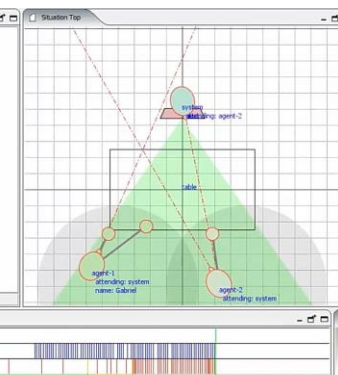 Situation Top
system
attending: agent-2
table
agent-1
attending: system
name: Gabriel
agent-2
attending: system